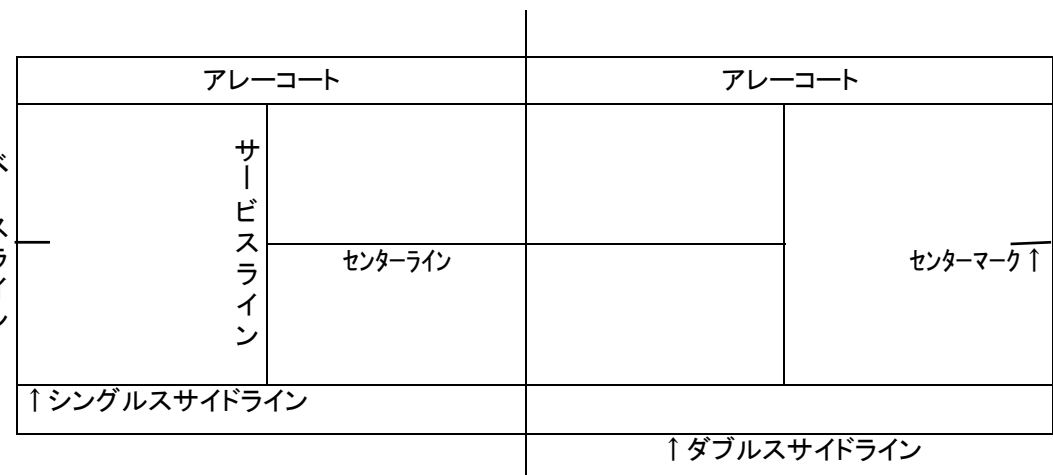 アレーコート
アレーコート
サービスライン
センターライン
センターマーク↑
↑シングルスサイドライン
↑ダブルスサイドライン